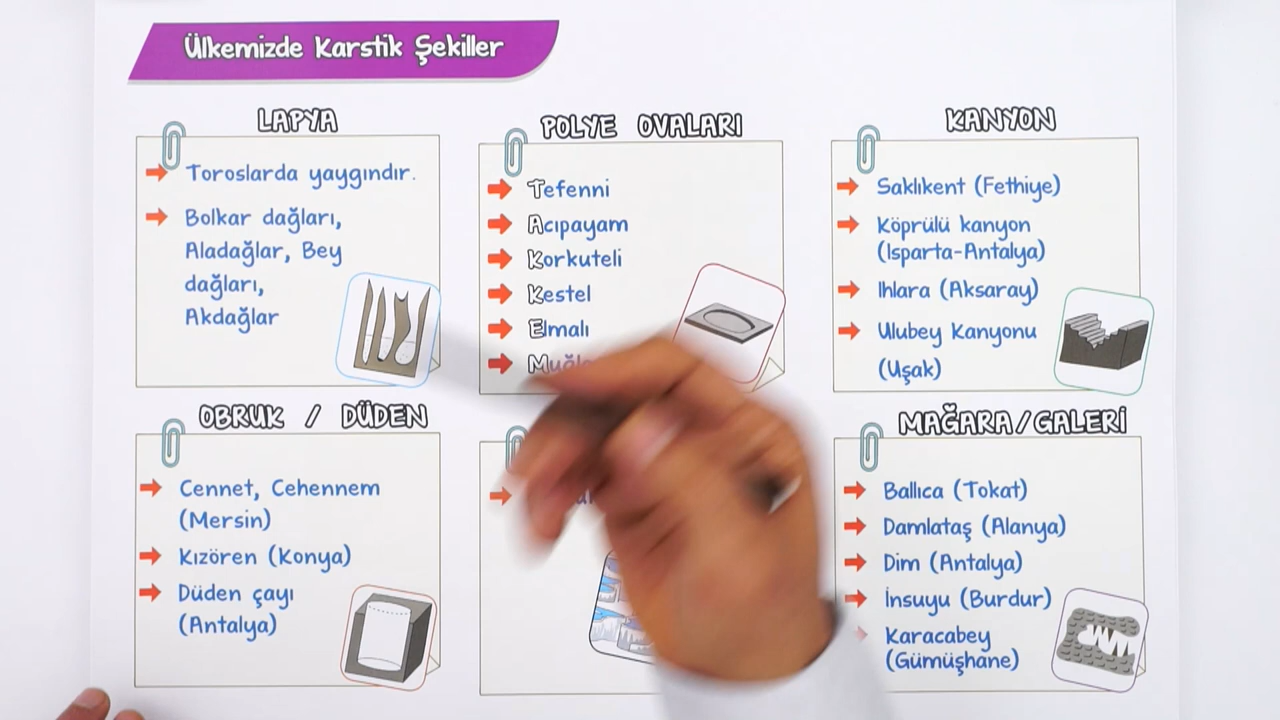 Ülkemizde Karstik Şekiller
LAPYA
Toroslarda yaygındır.
Bolkar dağları,
Aladağlar, Bey
dağları,
Akdağlar
POLYE OVALARI
Tefenni
Acıpayam
Korkuteli
Kestel
Elmalı
KANYON
Saklıkent (Fethiye)
Köprülü kanyon
(Isparta-Antalya)
Ihlara (Aksaray)
Ulubey Kanyonu
(Uşak)
OBRUK / DÜDEN
Cennet, Cehennem
(Mersin)
Kızören (Konya)
Düden çayı
(Antalya)
MAĞARA/GALERİ
Ballıca (Tokat)
Damlataş (Alanya)
Dim (Antalya)
İnsuyu (Burdur)
Karacabey
(Gümüşhane)